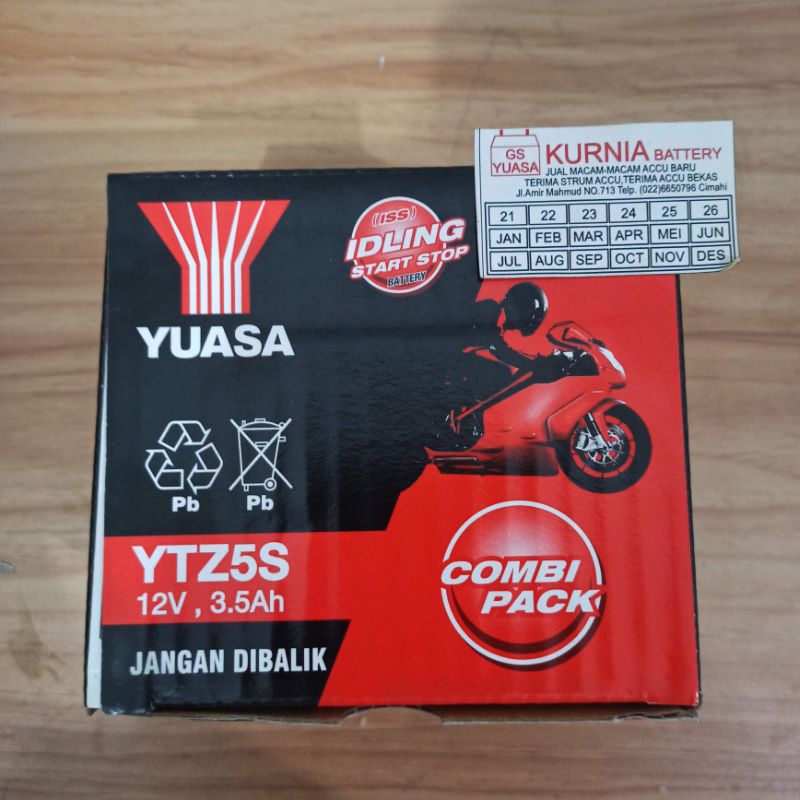 GS
YUASA
KURNIA BATTERY
JUAL MACAM-MACAM ACCU BARU
TERIMA STRUM ACCU,TERIMA ACCU BEKAS
Jl.Amir Mahmud NO.713 Telp. (022)6650796 Cimahi
21 22 23 24 25 26
JAN FEB MAR APR MEI JUN
JUL AUG SEP OCT NOV DES
YUASA
(ISS)
IDLING
START STOP
BATTERY
Pb Pb
YTZ5S
12V , 3.5Ah
COMBI
PACK
JANGAN DIBALIK